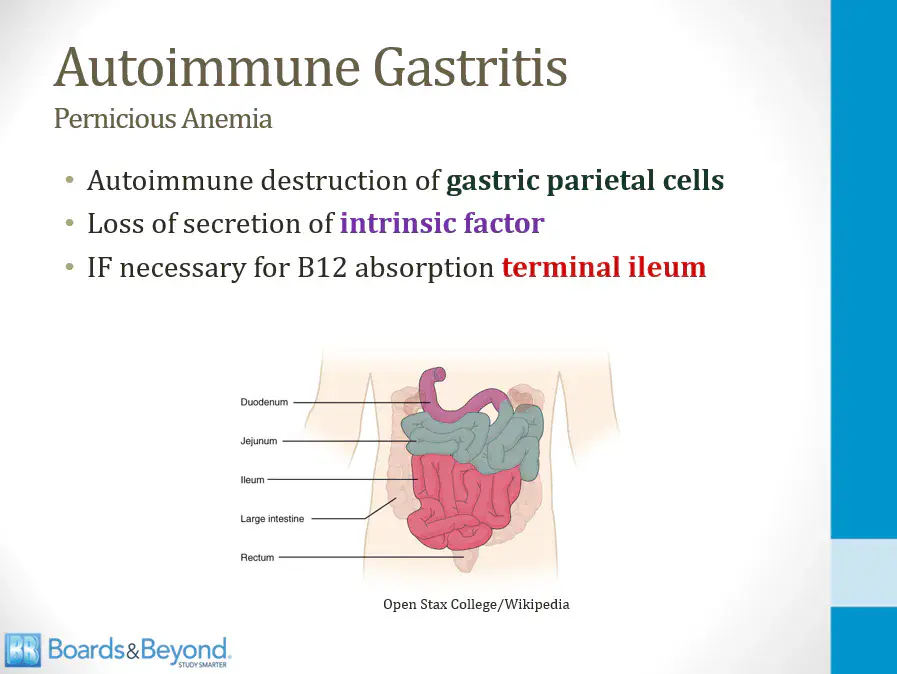 Autoimmune Gastritis
Pernicious Anemia
• Autoimmune destruction of gastric parietal cells
• Loss of secretion of intrinsic factor
• IF necessary for B12 absorption terminal ileum
Duodenum
Jejunum
Ileum
Large intestine
Rectum
Open Stax College/Wikipedia
BB Boards&Beyond.
STUDY SMARTER